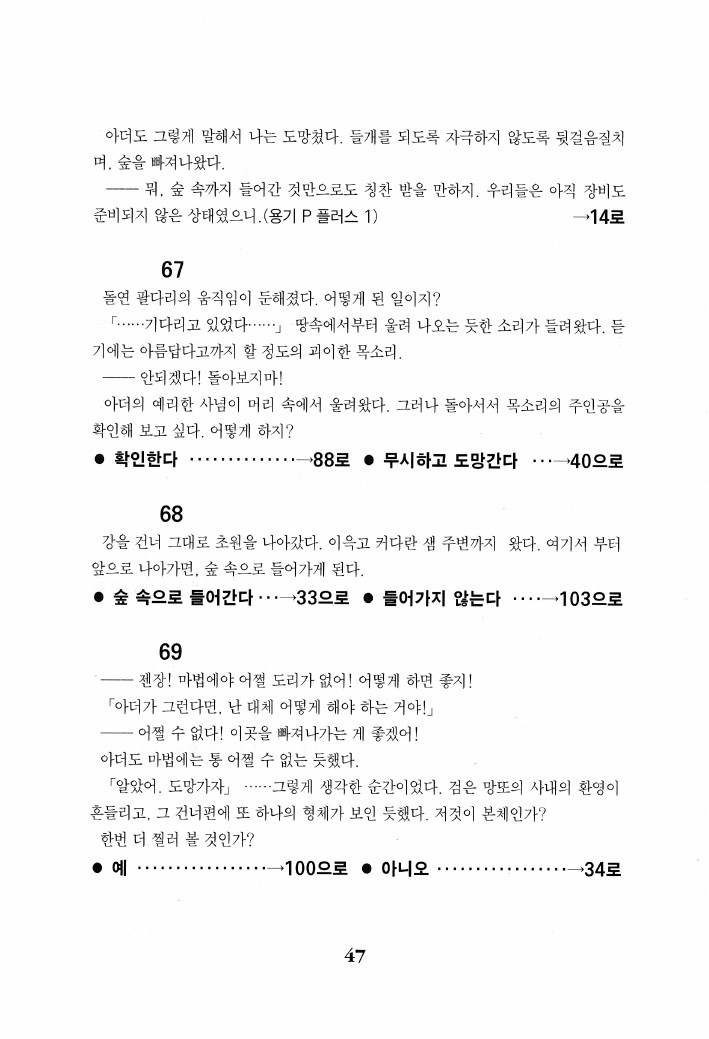 아더도 그렇게 말해서 나는 도망쳤다. 들개를 되도록 자극하지 않도록 뒷걸음질치
며, 숲을 빠져나왔다.
—— 뭐, 숲 속까지 들어간 것만으로도 칭찬 받을 만하지. 우리들은 아직 장비도
준비되지 않은 상태였으니.(용기 P 플러스 1) →14로
67
돌연 팔다리의 움직임이 둔해졌다. 어떻게 된 일이지?
「……기다리고 있었다……」 땅속에서부터 울려 나오는 듯한 소리가 들려왔다. 듣
기에는 아름답다고까지 할 정도의 괴이한 목소리.
—— 안되겠다! 돌아보지마!
아더의 예리한 사념이 머리 속에서 울려왔다. 그러나 돌아서서 목소리의 주인공을
확인해 보고 싶다. 어떻게 하지?
● 확인한다 ··············→88로 ● 무시하고 도망간다 ···→40으로
68
강을 건너 그대로 초원을 나아갔다. 이윽고 커다란 샘 주변까지 왔다. 여기서 부터
앞으로 나아가면, 숲 속으로 들어가게 된다.
● 숲 속으로 들어간다 ···→33으로 ● 들어가지 않는다 ····→103으로
69
—— 젠장! 마법에야 어쩔 도리가 없어! 어떻게 하면 좋지!
「아더가 그런다면, 난 대체 어떻게 해야 하는 거야!」
—— 어쩔 수 없다! 이곳을 빠져나가는 게 좋겠어!
아더도 마법에는 통 어쩔 수 없는 듯했다.
「알았어. 도망가자」 ……그렇게 생각한 순간이었다. 검은 망또의 사내의 환영이
흔들리고, 그 건너편에 또 하나의 형체가 보인 듯했다. 저것이 본체인가?
한번 더 찔러 볼 것인가?
● 예 ·················→100으로 ● 아니오 ·················→34로
47